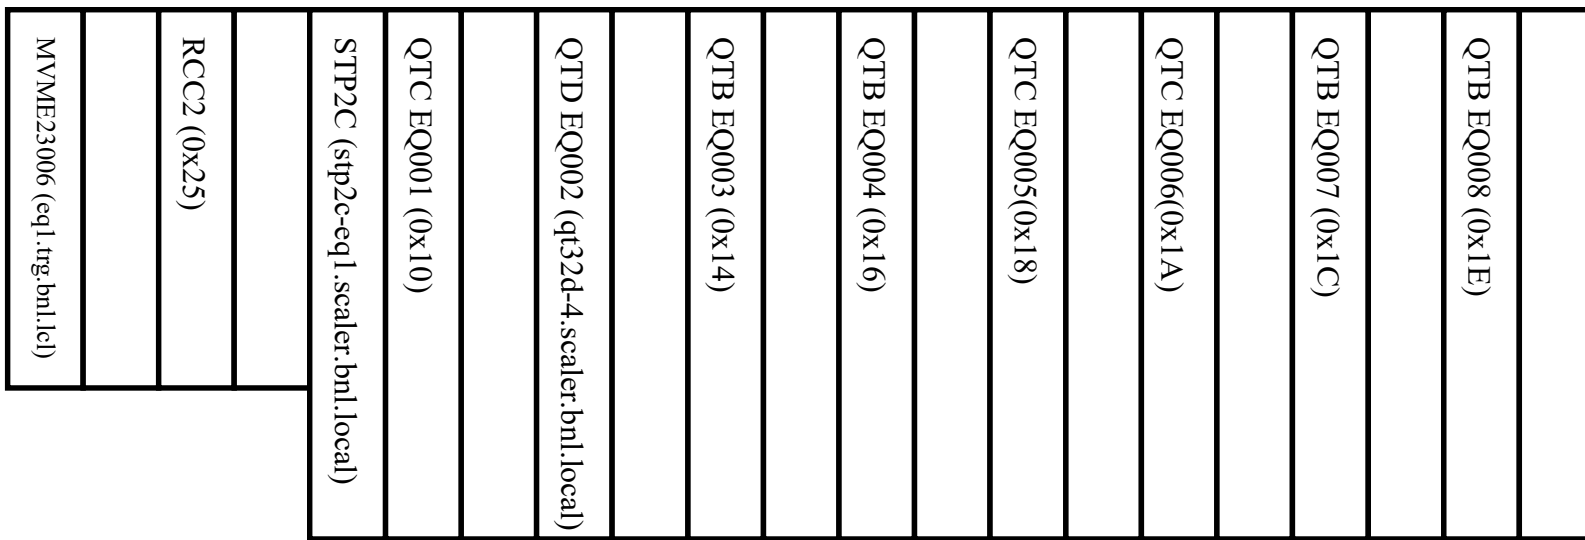 MVME23006 (eq1.trg.bnl.lcl)
RCC2 (0x25)
STP2C (stp2c-eq1.scaler.bnl.local)
QTC EQ001 (0x10)
QTD EQ002 (qt32d-4.scaler.bnl.local)
QTB EQ003 (0x14)
QTB EQ004 (0x16)
QTC EQ005(0x18)
QTC EQ006(0x1A)
QTB EQ007 (0x1C)
QTB EQ008 (0x1E)